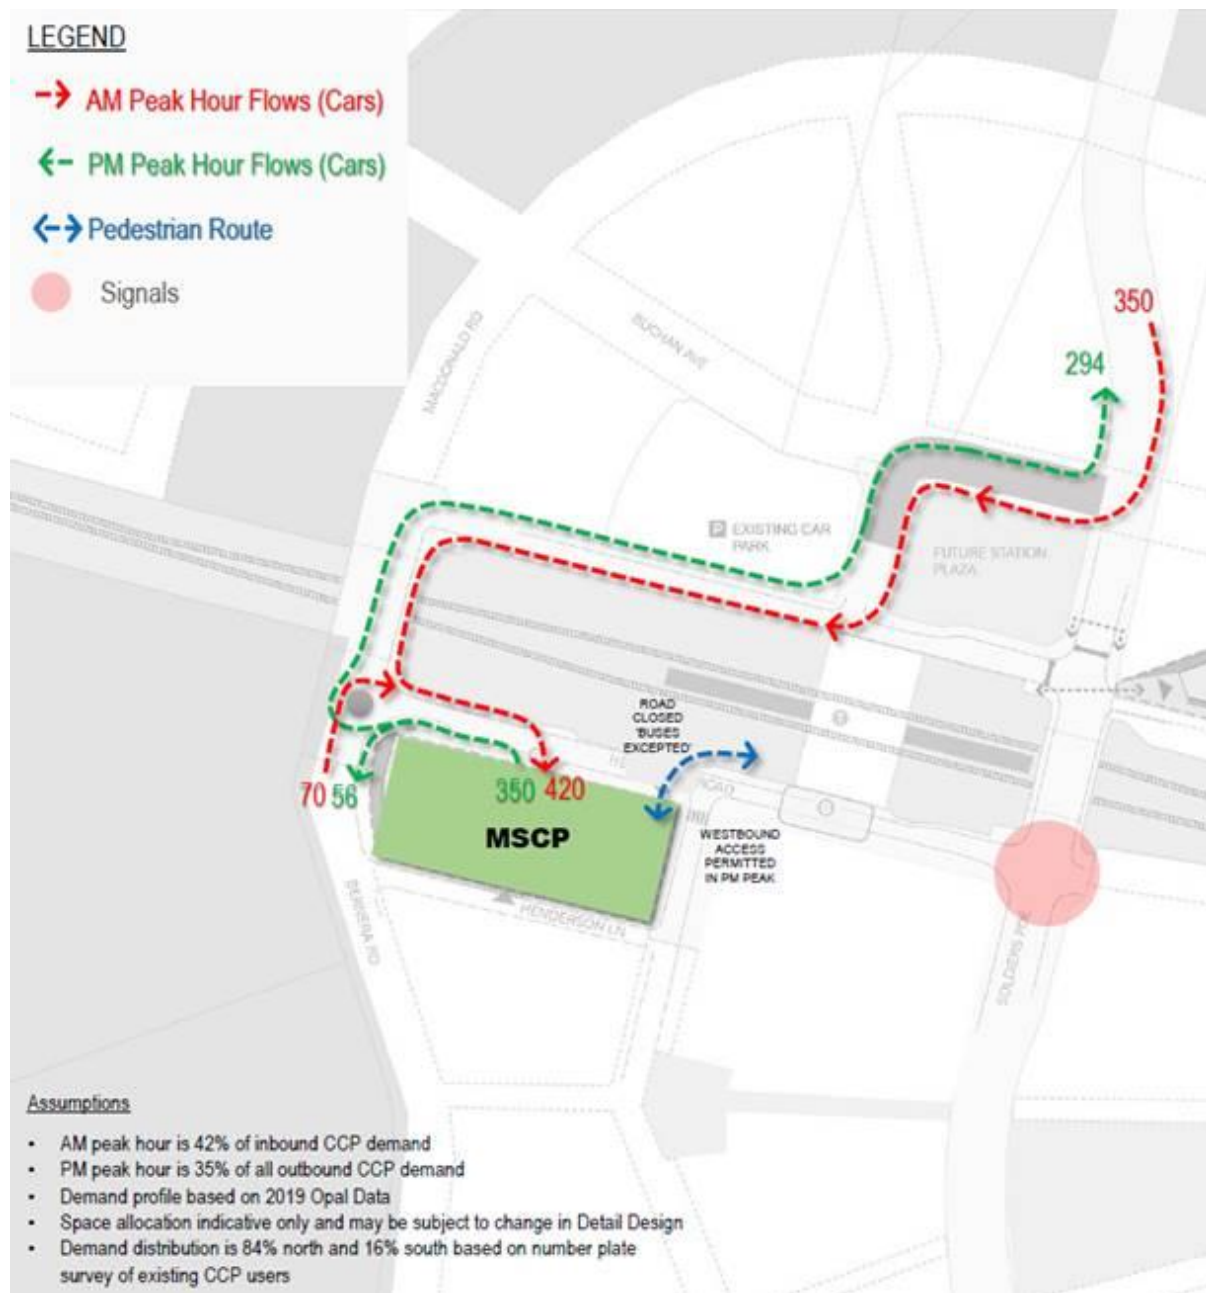 LEGEND
AM Peak Hour Flows (Cars)
PM Peak Hour Flows (Cars)
Pedestrian Route
Signals
350
294
MACDONALD RD
BUCHAN AVE
P EXISTING CAR
PARK
FUTURE STATION
PLAZA
ROAD
CLOSED
'BUSES
EXCEPTED'
ROAD
70 56
350 420
MSCP
WESTBOUND
ACCESS
PERMITTED
IN PM PEAK
HENDERSON LN
DERRERA RD
SOLDIERS PDE
Assumptions
• AM peak hour is 42% of inbound CCP demand
• PM peak hour is 35% of all outbound CCP demand
• Demand profile based on 2019 Opal Data
• Space allocation indicative only and may be subject to change in Detail Design
• Demand distribution is 84% north and 16% south based on number plate
survey of existing CCP users